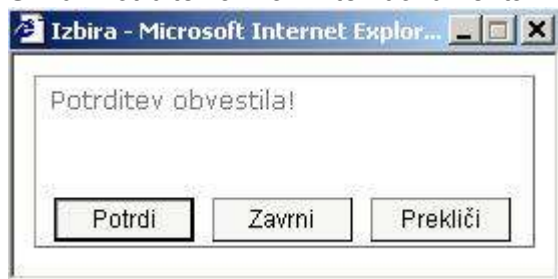 Izbira - Microsoft Internet Explor...
Potrditev obvestila!
Potrdi Zavrni Prekliči